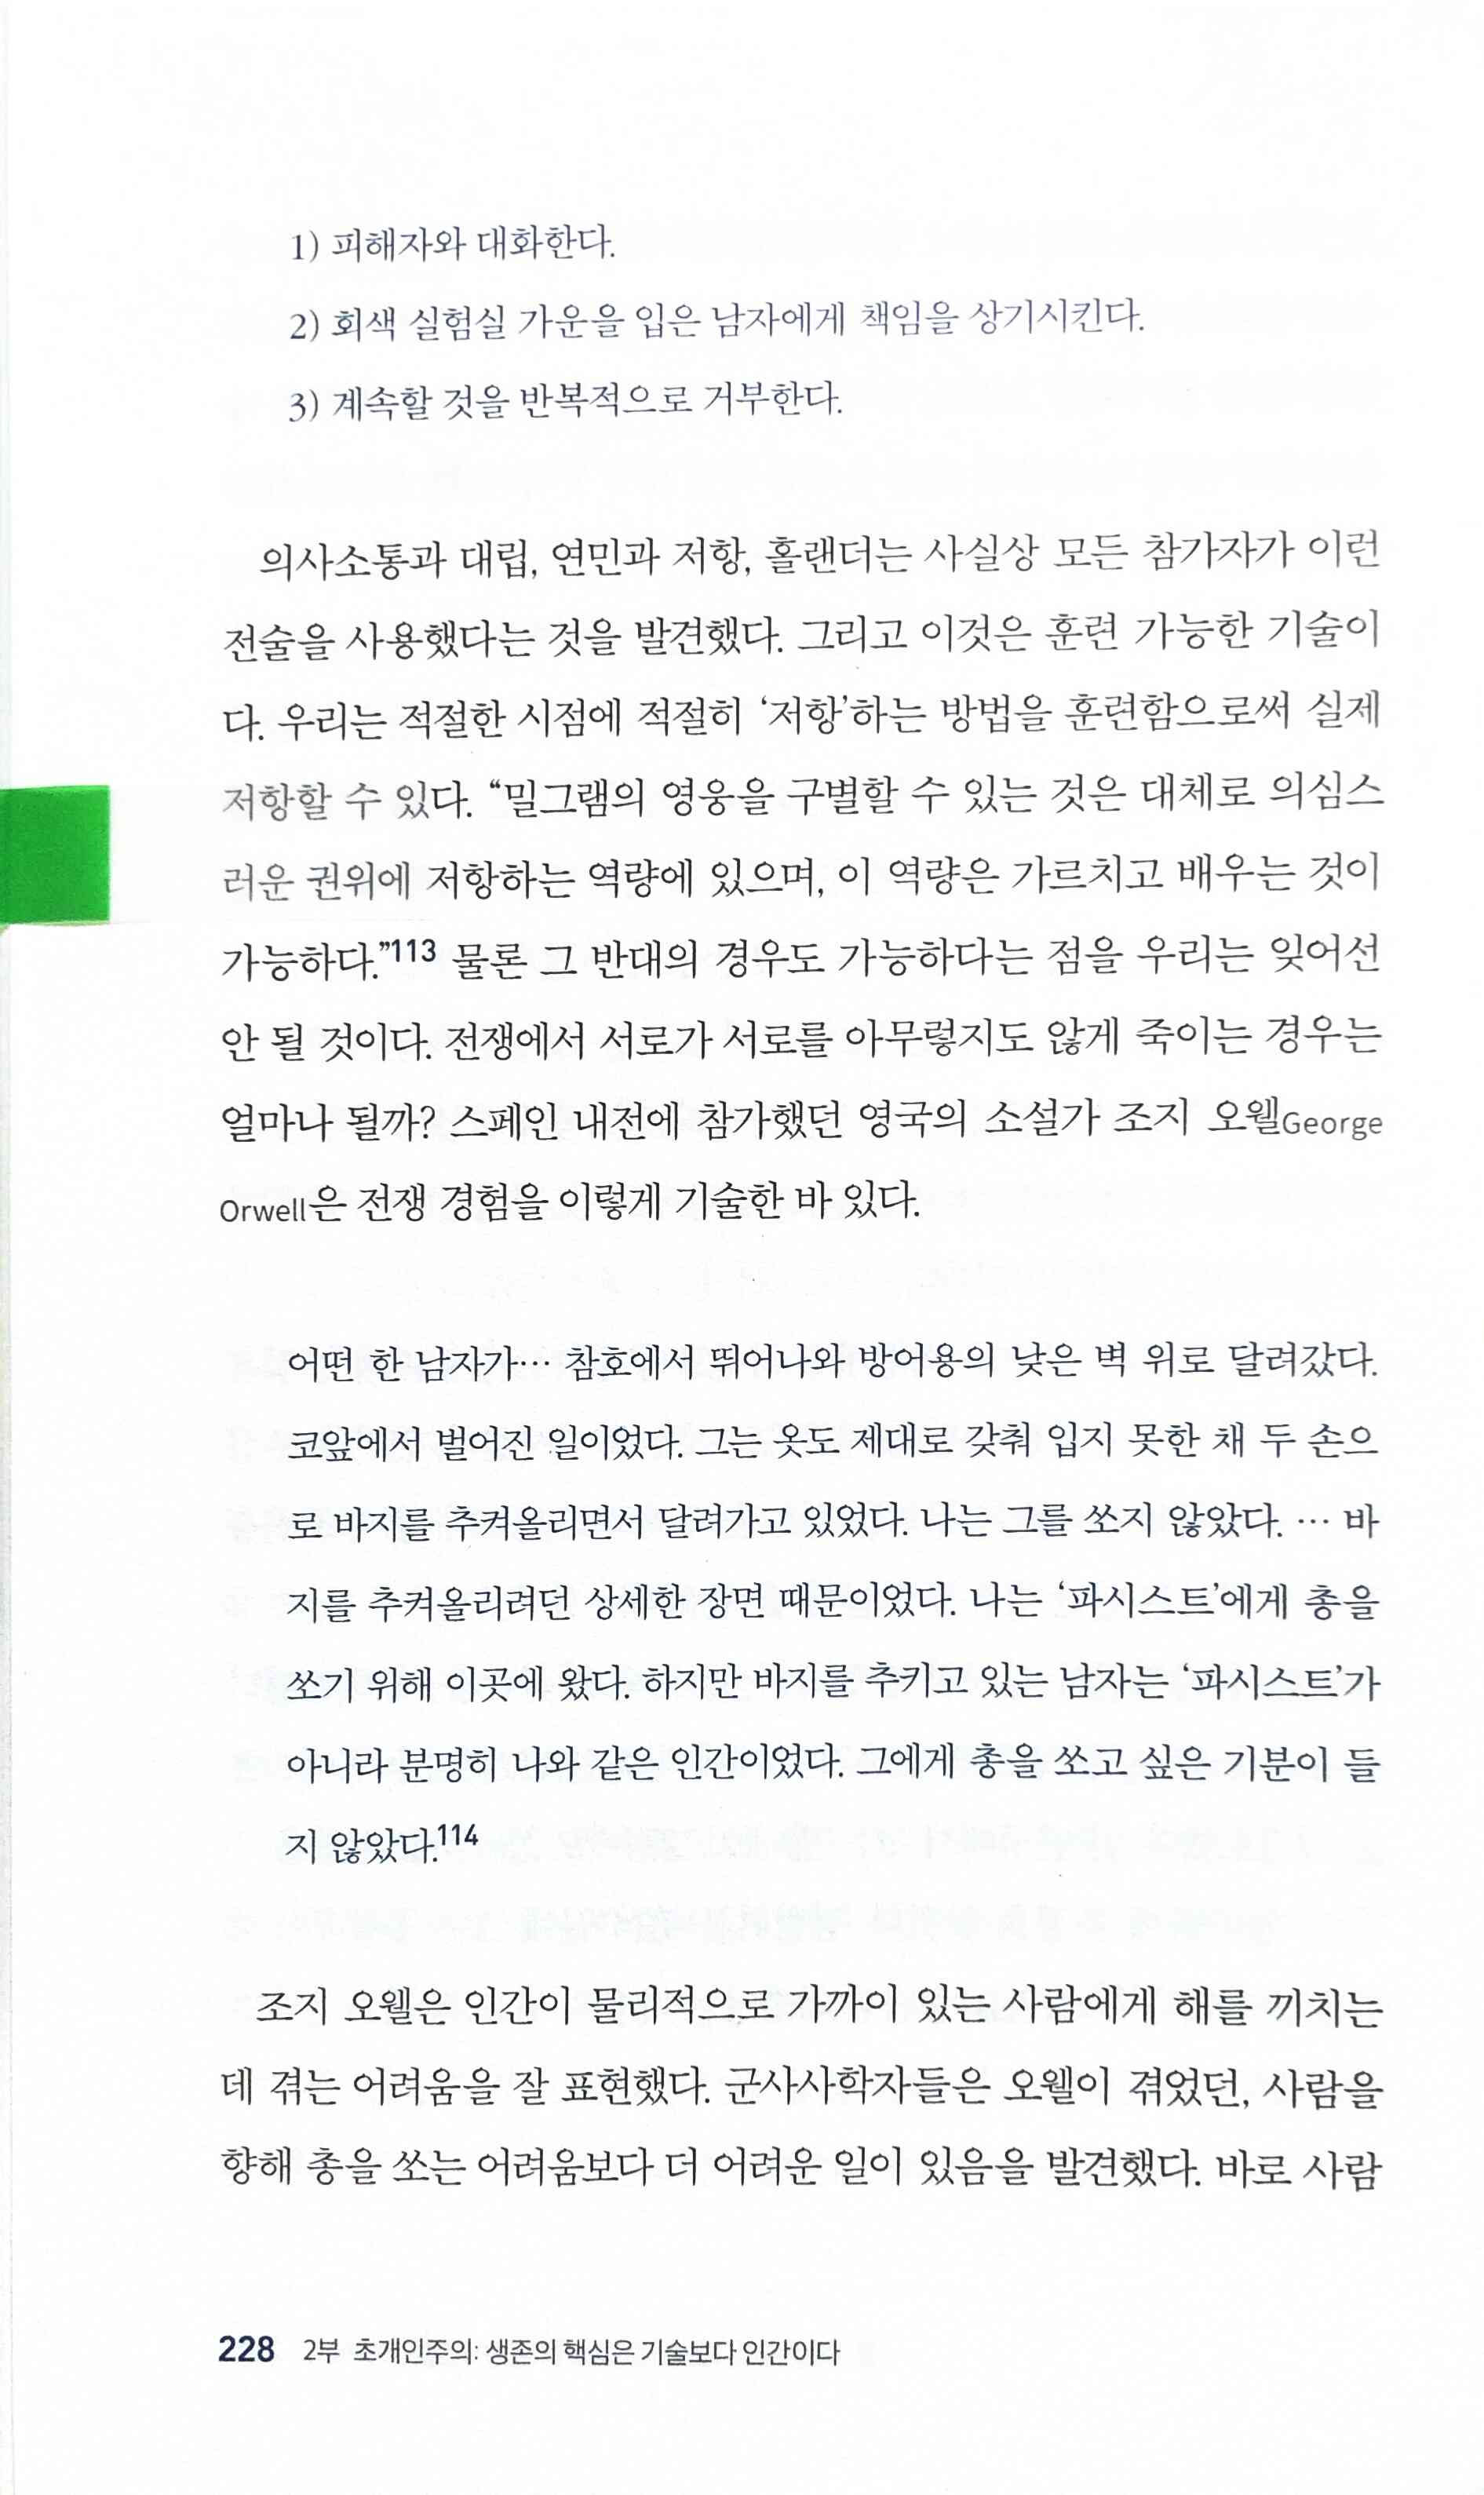 1) 피해자와 대화한다.
2) 회색 실험실 가운을 입은 남자에게 책임을 상기시킨다.
3) 계속할 것을 반복적으로 거부한다.
의사소통과 대립, 연민과 저항, 홀랜더는 사실상 모든 참가자가 이런
전술을 사용했다는 것을 발견했다. 그리고 이것은 훈련 가능한 기술이
다. 우리는 적절한 시점에 적절히 ‘저항’하는 방법을 훈련함으로써 실제
저항할 수 있다. “밀그램의 영웅을 구별할 수 있는 것은 대체로 의심스
러운 권위에 저항하는 역량에 있으며, 이 역량은 가르치고 배우는 것이
가능하다.”113 물론 그 반대의 경우도 가능하다는 점을 우리는 잊어선
안 될 것이다. 전쟁에서 서로가 서로를 아무렇지도 않게 죽이는 경우는
얼마나 될까? 스페인 내전에 참가했던 영국의 소설가 조지 오웰George
Orwell은 전쟁 경험을 이렇게 기술한 바 있다.
어떤 한 남자가… 참호에서 뛰어나와 방어용의 낮은 벽 위로 달려갔다.
코앞에서 벌어진 일이었다. 그는 옷도 제대로 갖춰 입지 못한 채 두 손으
로 바지를 추켜올리면서 달려가고 있었다. 나는 그를 쏘지 않았다. … 바
지를 추켜올리려던 상세한 장면 때문이었다. 나는 ‘파시스트’에게 총을
쏘기 위해 이곳에 왔다. 하지만 바지를 추키고 있는 남자는 ‘파시스트’가
아니라 분명히 나와 같은 인간이었다. 그에게 총을 쏘고 싶은 기분이 들
지 않았다.114
조지 오웰은 인간이 물리적으로 가까이 있는 사람에게 해를 끼치는
데 겪는 어려움을 잘 표현했다. 군사사학자들은 오웰이 겪었던, 사람을
향해 총을 쏘는 어려움보다 더 어려운 일이 있음을 발견했다. 바로 사람
228 2부 초개인주의: 생존의 핵심은 기술보다 인간이다